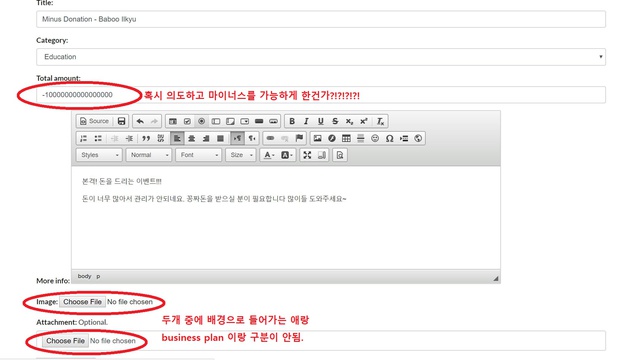 Title:
Minus Donation - Baboo Iikyu
Category:
Education
Total amount:
-10000000000000000
혹시 의도하고 마이너스를 가능하게 한건가?!?!?!?!
Source
B I U S x₂ x² Tx
Styles Normal Font Size A A
본격! 돈을 드리는 이벤트!!!
돈이 너무 많아서 관리가 안되네요. 꽁짜돈을 받으실 분이 필요합니다 많이들 도와주세요~
body p
More info:
Image: Choose File No file chosen
Attachment: Optional.
두개 중에 배경으로 들어가는 애랑
business plan 이랑 구분이 안됨.
Choose File No file chosen